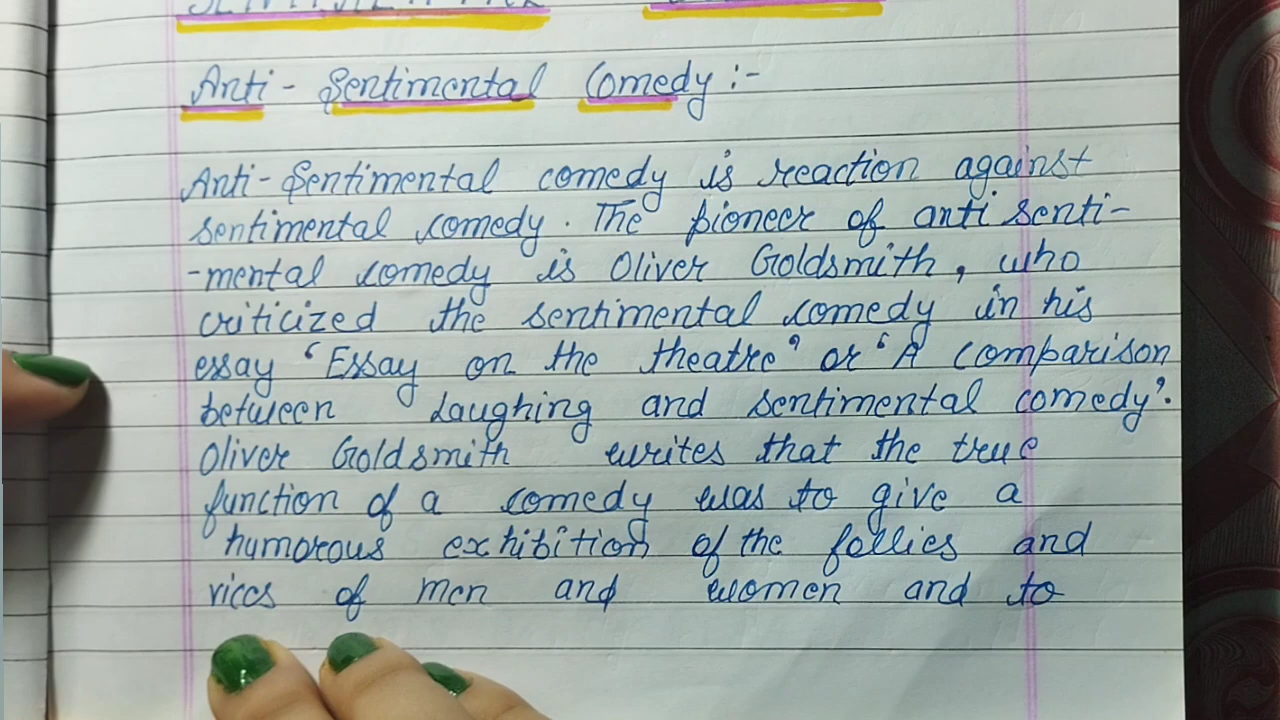 Anti - Sentimental Comedy :-
Anti - Sentimental comedy is reaction against
sentimental comedy. The pioneer of anti senti-
-mental comedy is Oliver Goldsmith, who
criticized the sentimental comedy in his
essay 'Essay on the theatre' or 'A comparison
between Laughing and sentimental comedy'.
Oliver Goldsmith writes that the true
function of a comedy was to give a
humorous exhibition of the follies and
vices of men and women and to